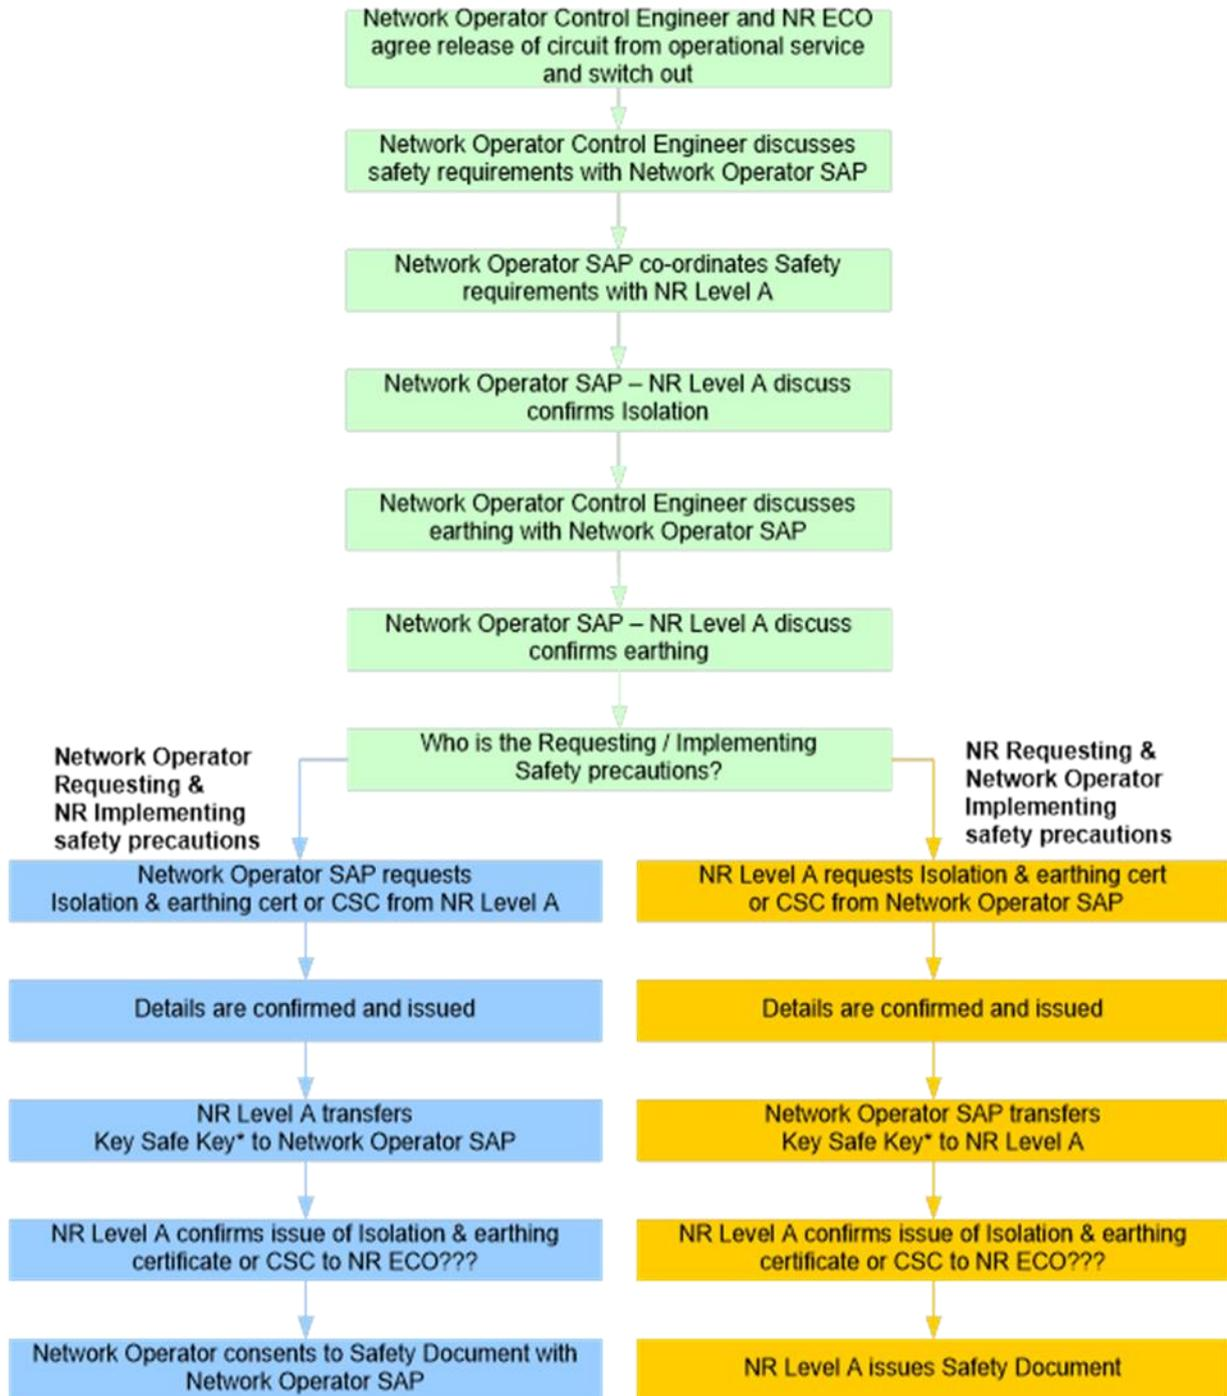 Network Operator Control Engineer and NR ECO
agree release of circuit from operational service
and switch out
Network Operator Control Engineer discusses
safety requirements with Network Operator SAP
Network Operator SAP co-ordinates Safety
requirements with NR Level A
Network Operator SAP – NR Level A discuss
confirms Isolation
Network Operator Control Engineer discusses
earthing with Network Operator SAP
Network Operator SAP – NR Level A discuss
confirms earthing
Who is the Requesting / Implementing
Safety precautions?
Network Operator
Requesting &
NR Implementing
safety precautions
Network Operator SAP requests
Isolation & earthing cert or CSC from NR Level A
Details are confirmed and issued
NR Level A transfers
Key Safe Key* to Network Operator SAP
NR Level A confirms issue of Isolation & earthing
certificate or CSC to NR ECO???
Network Operator consents to Safety Document with
Network Operator SAP
NR Requesting &
Network Operator
Implementing
safety precautions
NR Level A requests Isolation & earthing cert
or CSC from Network Operator SAP
Details are confirmed and issued
Network Operator SAP transfers
Key Safe Key* to NR Level A
NR Level A confirms issue of Isolation & earthing
certificate or CSC to NR ECO???
NR Level A issues Safety Document